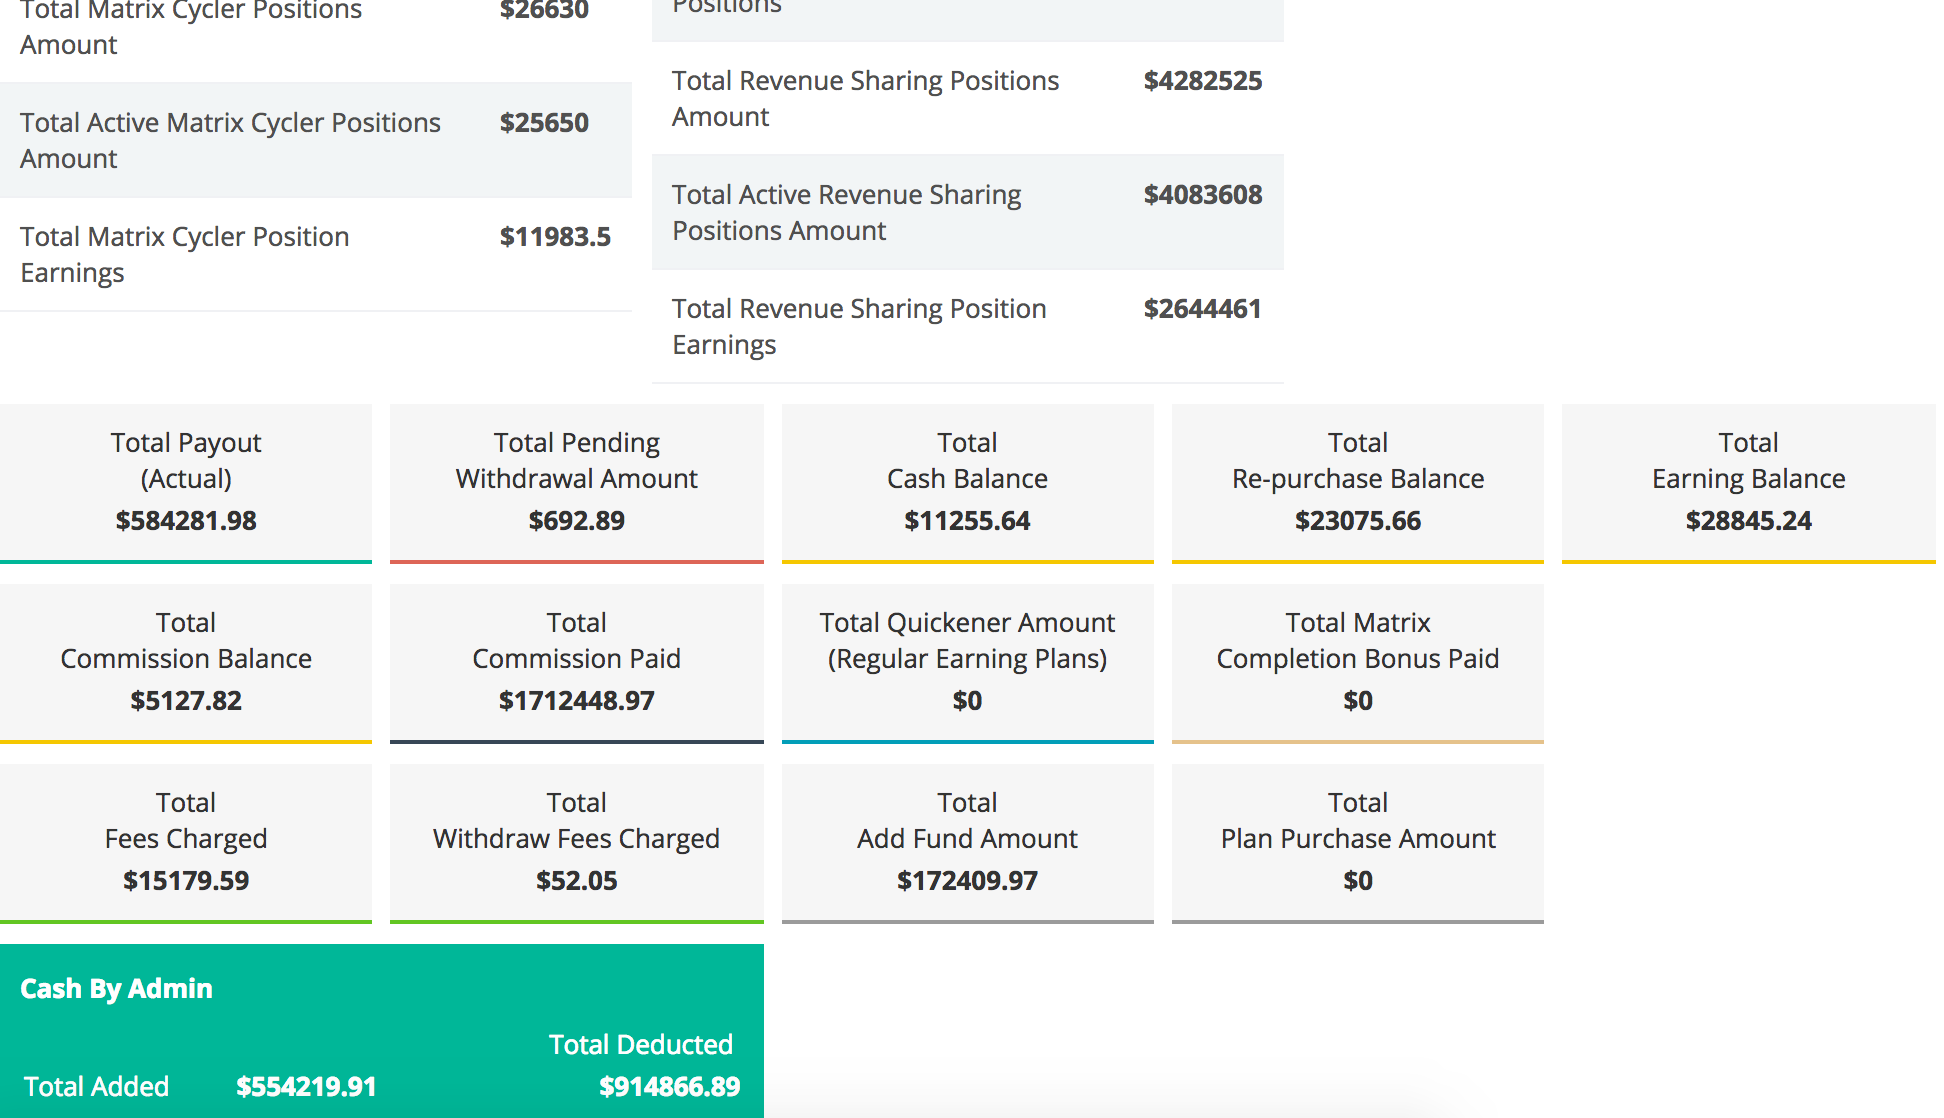 Total Matrix Cycler Positions $26630
Amount
Total Active Matrix Cycler Positions $25650
Amount
Total Matrix Cycler Position $11983.5
Earnings
Positions
Total Revenue Sharing Positions $4282525
Amount
Total Active Revenue Sharing $4083608
Positions Amount
Total Revenue Sharing Position $2644461
Earnings
Total Payout
(Actual)
$584281.98
Total Pending
Withdrawal Amount
$692.89
Total
Cash Balance
$11255.64
Total
Re-purchase Balance
$23075.66
Total
Earning Balance
$28845.24
Total
Commission Balance
$5127.82
Total
Commission Paid
$1712448.97
Total Quickener Amount
(Regular Earning Plans)
$0
Total Matrix
Completion Bonus Paid
$0
Total
Fees Charged
$15179.59
Total
Withdraw Fees Charged
$52.05
Total
Add Fund Amount
$172409.97
Total
Plan Purchase Amount
$0
Cash By Admin
Total Added $554219.91
Total Deducted
$914866.89